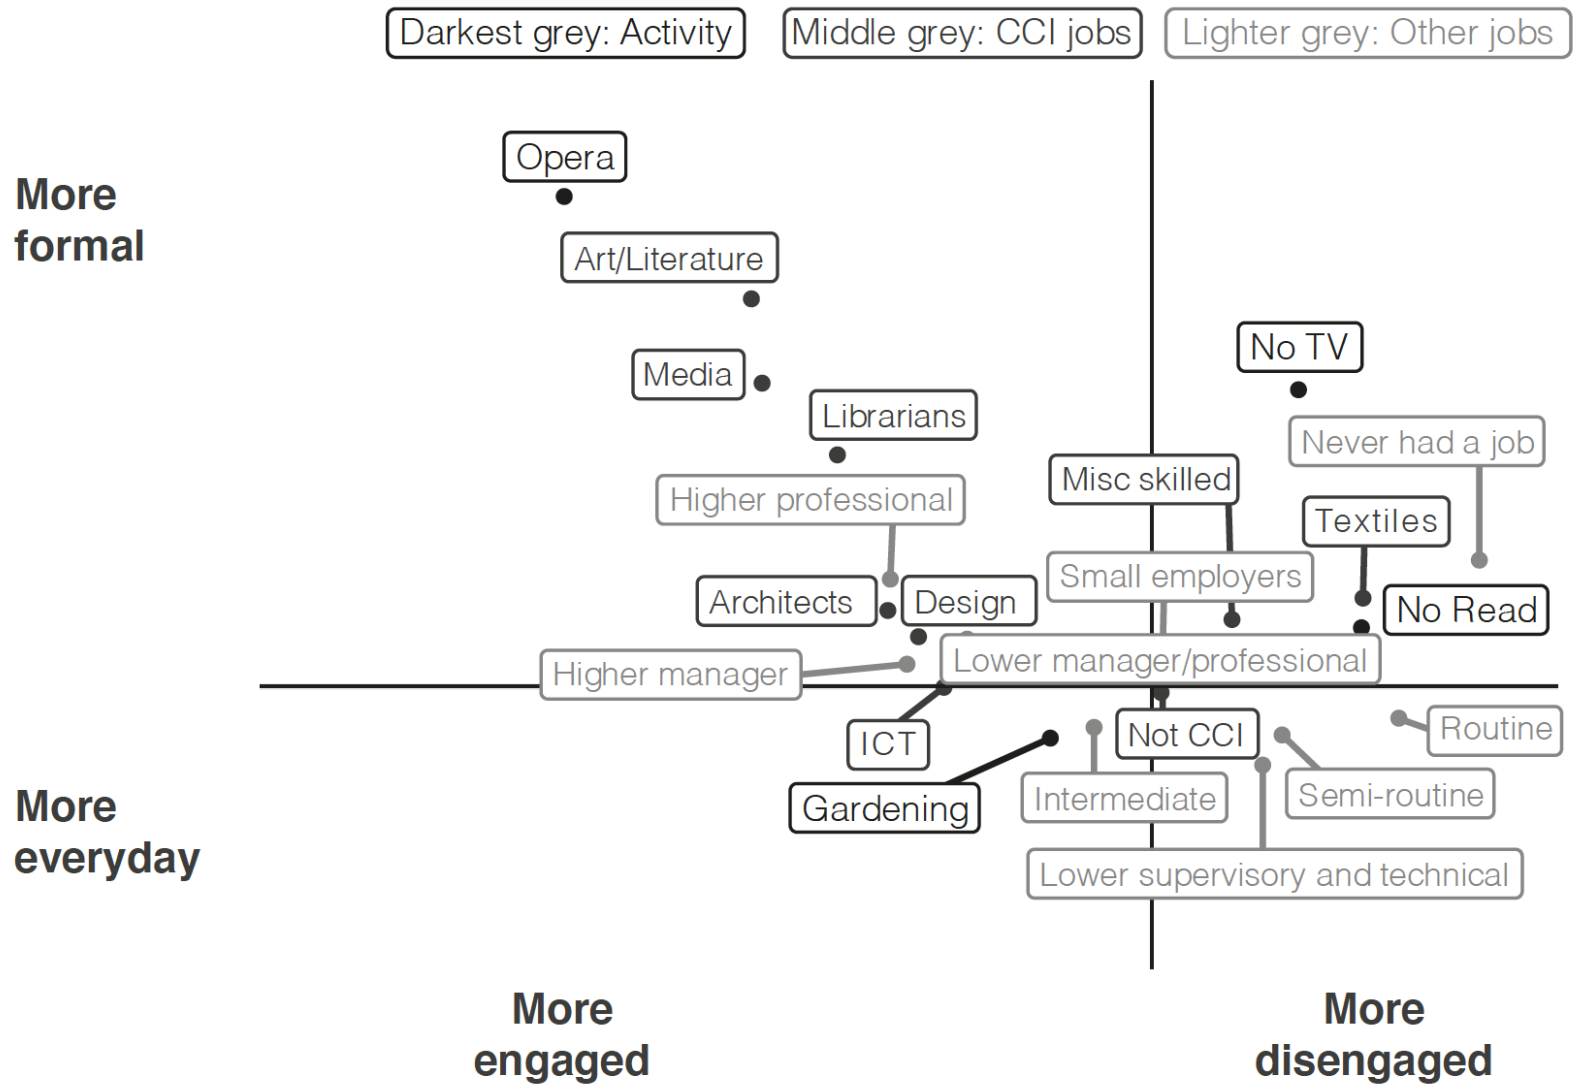 Darkest grey: Activity
Middle grey: CCI jobs
Lighter grey: Other jobs
Opera
More
formal
Art/Literature
No TV
Media
Librarians
Never had a job
Misc skilled
Higher professional
Textiles
Small employers
Architects
Design
No Read
Lower manager/professional
Higher manager
Routine
Not CCI
ICT
Semi-routine
Intermediate
Gardening
More
everyday
Lower supervisory and technical
More
engaged
More
disengaged